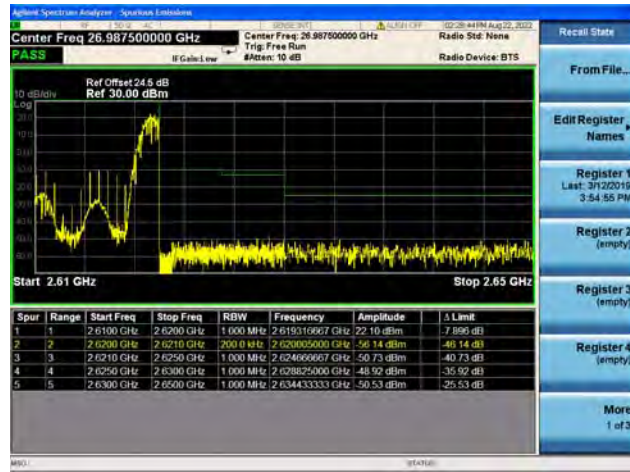 Agilent Spectrum Analyzer - Spurious Emissions
RF 50 Ω AC SENSE:INT ALIGN OFF 02:28:44 PM Aug 22, 2022
Center Freq 26.987500000 GHz
Center Freq: 26.987500000 GHz
Radio Std: None
Trig: Free Run
PASS
IFGain:Low
#Atten: 10 dB
Radio Device: BTS
Ref Offset 24.5 dB
10 dB/div Ref 30.00 dBm
Log
Start 2.61 GHz
Stop 2.65 GHz
Spur Range Start Freq Stop Freq RBW Frequency Amplitude Δ Limit
1 1 2.6100 GHz 2.6200 GHz 1.000 MHz 2.619316667 GHz 22.10 dBm -7.896 dB
2 2 2.6200 GHz 2.6210 GHz 200.0 kHz 2.620005000 GHz -56.14 dBm -46.14 dB
3 3 2.6210 GHz 2.6250 GHz 1.000 MHz 2.624666667 GHz -50.73 dBm -40.73 dB
4 4 2.6250 GHz 2.6300 GHz 1.000 MHz 2.628825000 GHz -48.92 dBm -35.92 dB
5 5 2.6300 GHz 2.6500 GHz 1.000 MHz 2.634433333 GHz -50.53 dBm -25.53 dB
MSG
STATUS
Recall State
From File...
Edit Register
Names
Register 1
Last: 3/12/2019
3:54:55 PM
Register 2
(empty)
Register 3
(empty)
Register 4
(empty)
More
1 of 3